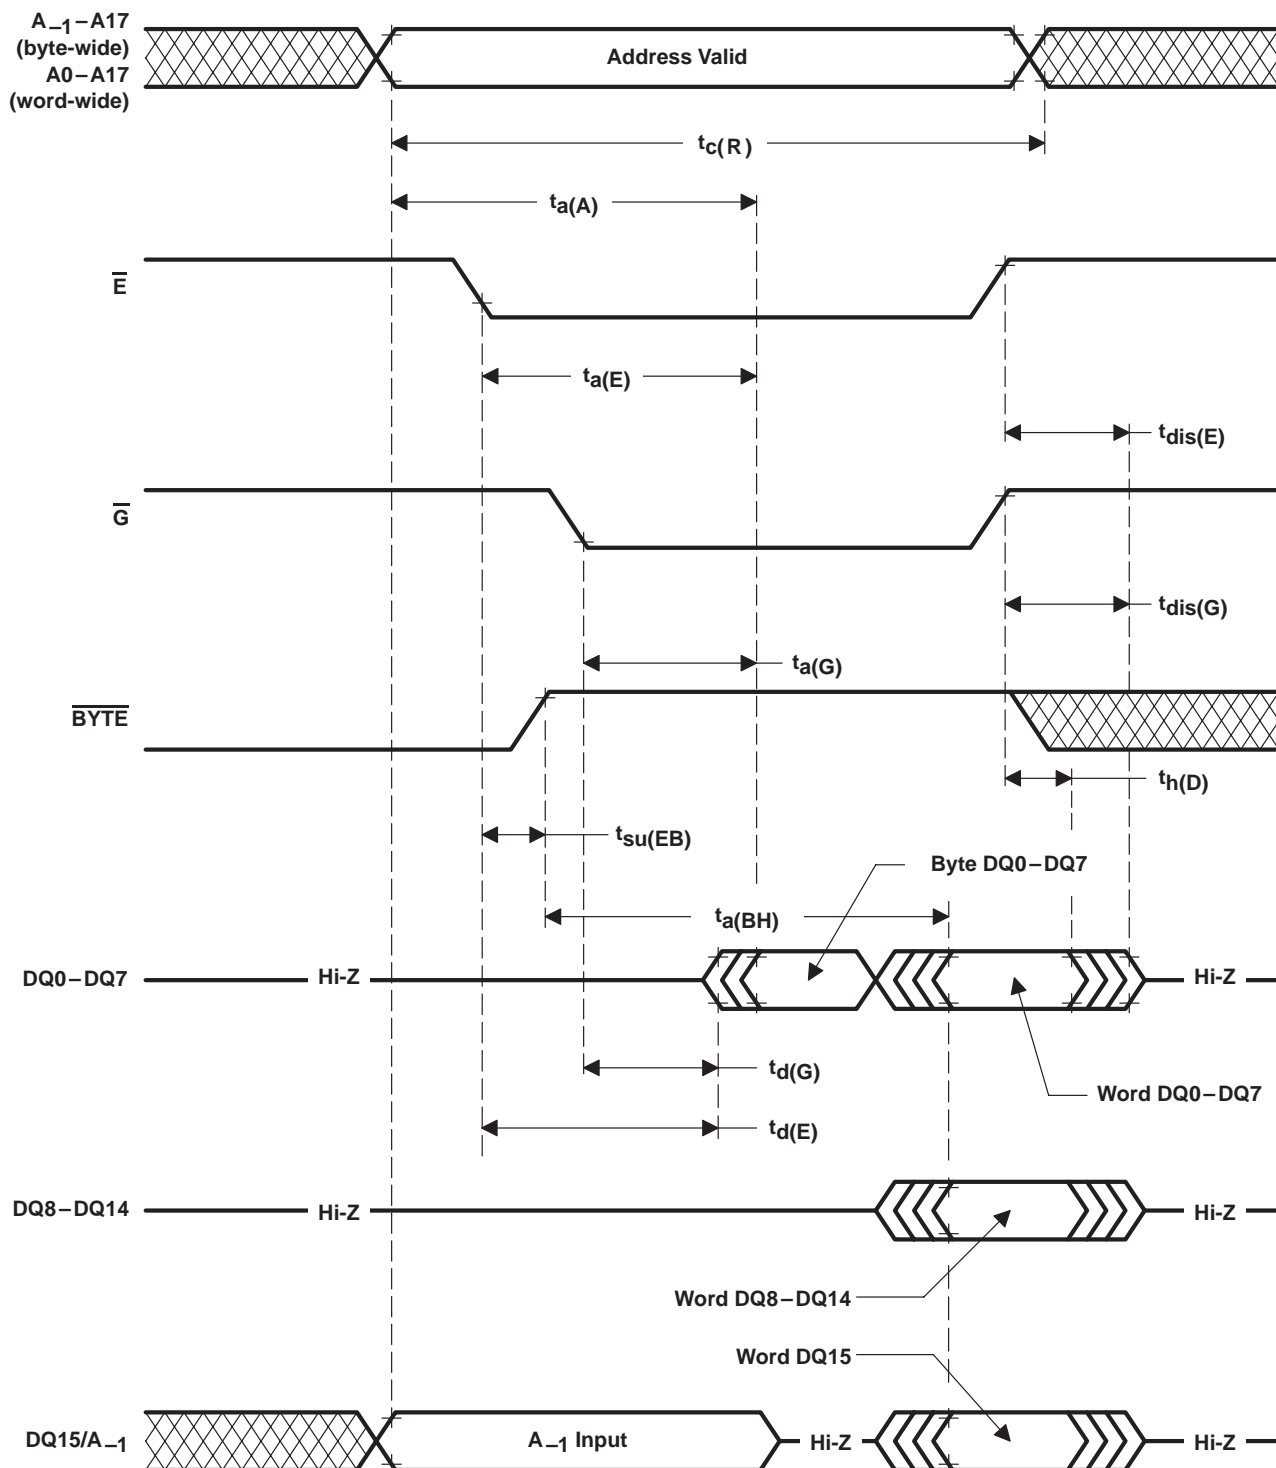 A–1–A17
(byte-wide)
A0–A17
(word-wide)
Address Valid
tc(R)
ta(A)
E
ta(E)
tdis(E)
G
tdis(G)
ta(G)
BYTE
th(D)
tsu(EB)
Byte DQ0–DQ7
ta(BH)
DQ0–DQ7
Hi-Z
Hi-Z
td(G)
Word DQ0–DQ7
td(E)
DQ8–DQ14
Hi-Z
Hi-Z
Word DQ8–DQ14
Word DQ15
DQ15/A–1
A–1 Input
Hi-Z
Hi-Z